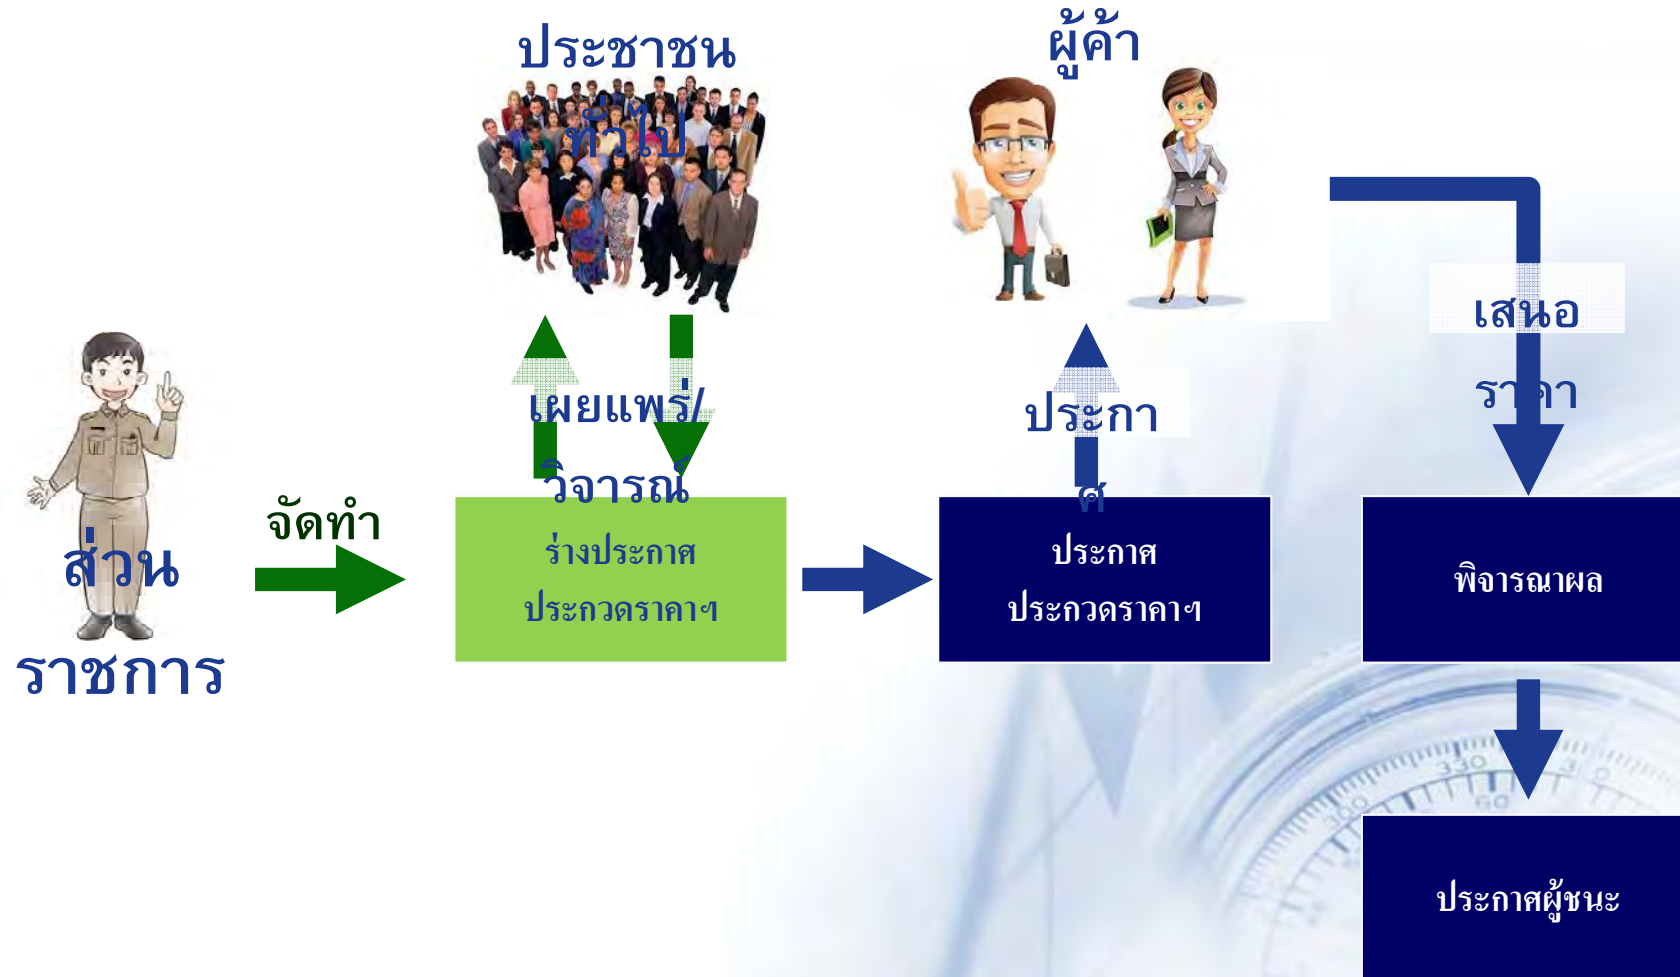 ประชาชน
ทั่วไป
ผู้ค้า
เสนอ
ราคา
เผยแพร่/
วิจารณ์
ประกา
ศ
จัดทำ
ส่วน
ราชการ
ร่างประกาศ
ประกวดราคาฯ
ประกาศ
ประกวดราคาฯ
พิจารณาผล
ประกาศผู้ชนะ
330
30
300
60